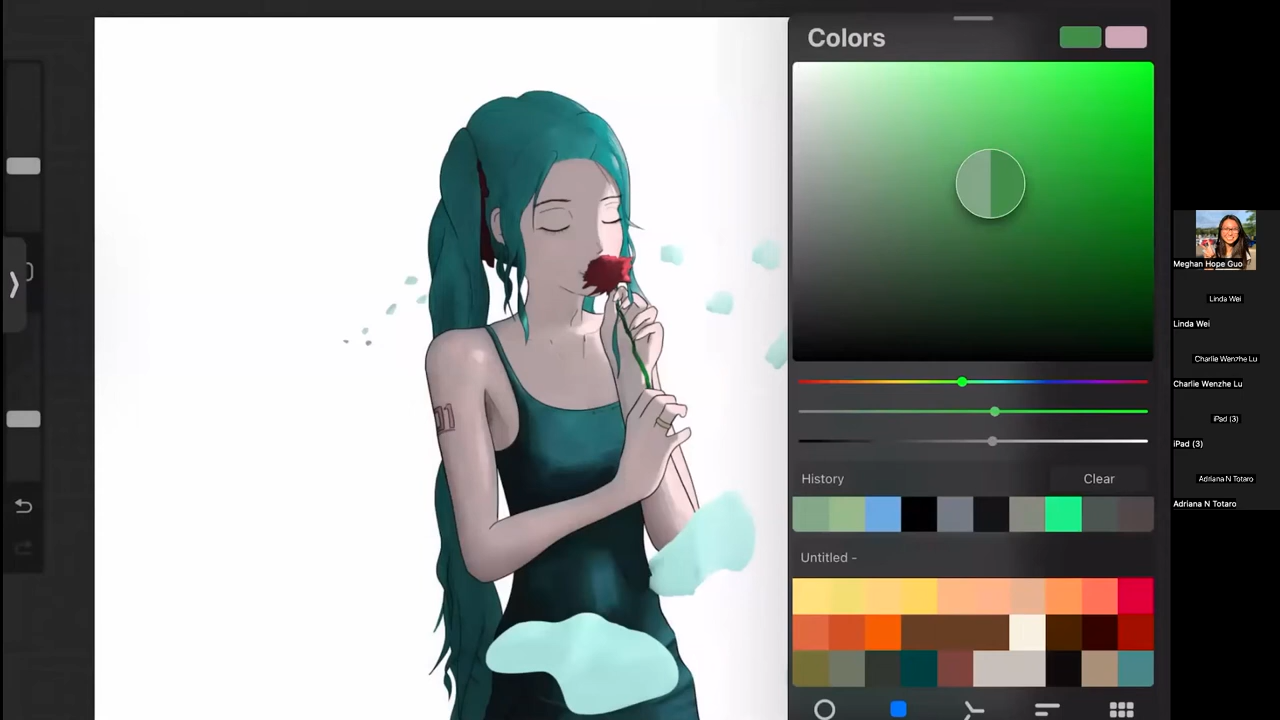 Colors
01
History
Clear
Untitled -
Meghan Hope Guo
Linda Wei
Linda Wei
Charlie Wenzhe Lu
Charlie Wenzhe Lu
iPad (3)
iPad (3)
Adriana N Totaro
Adriana N Totaro